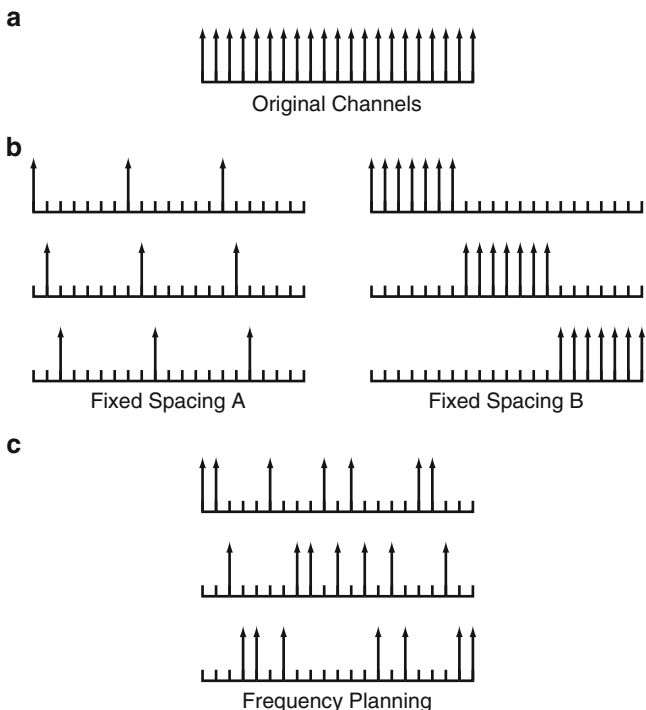 a
Original Channels
b
Fixed Spacing A
Fixed Spacing B
c
Frequency Planning